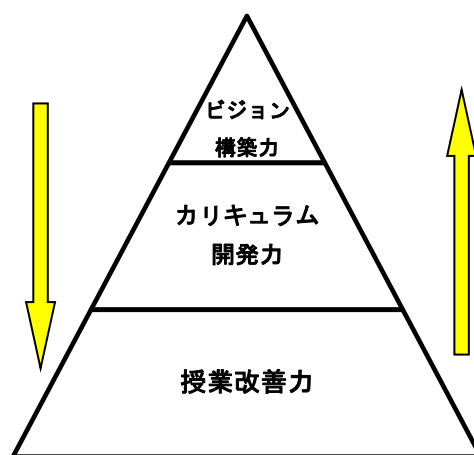 ビジョン
構築力
カリキュラム
開発力
授業改善力